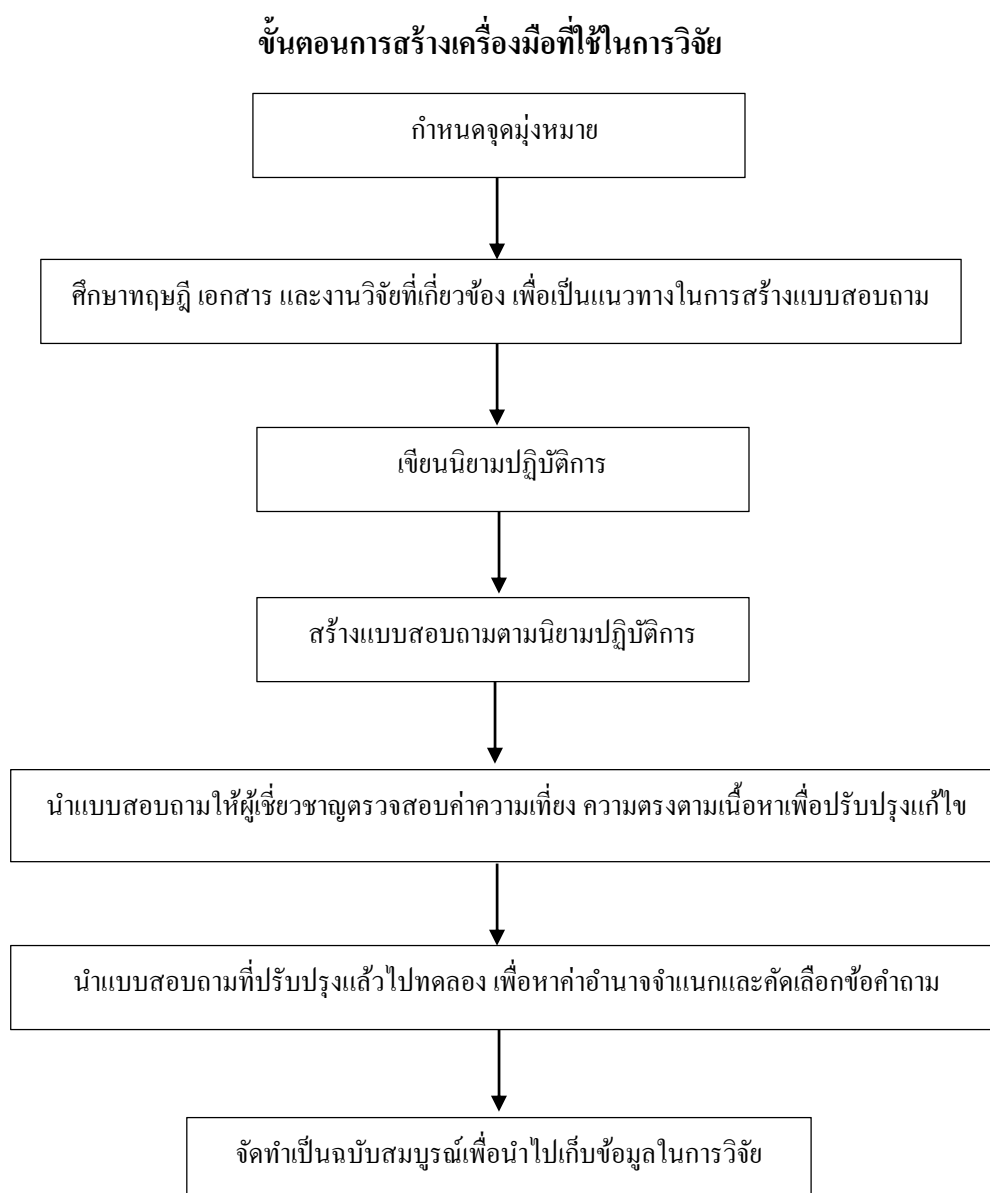 ขั้นตอนการสร้างเครื่องมือที่ใช้ในการวิจัย
กำหนดจุดมุ่งหมาย
ศึกษาทฤษฎี เอกสาร และงานวิจัยที่เกี่ยวข้อง เพื่อเป็นแนวทางในการสร้างแบบสอบถาม
เขียนนิยามปฏิบัติการ
สร้างแบบสอบถามตามนิยามปฏิบัติการ
นำแบบสอบถามให้ผู้เชี่ยวชาญตรวจสอบค่าความเที่ยง ความตรงตามเนื้อหาเพื่อปรับปรุงแก้ไข
นำแบบสอบถามที่ปรับปรุงแล้วไปทดลอง เพื่อหาค่าอำนาจจำแนกและคัดเลือกข้อคำถาม
จัดทำเป็นฉบับสมบูรณ์เพื่อนำไปเก็บข้อมูลในการวิจัย